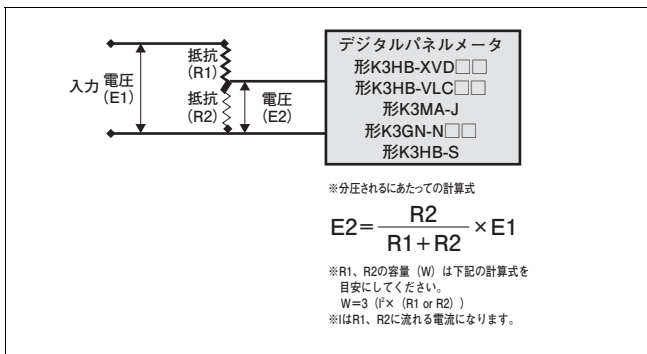 入力 電圧
(E1)
抵抗
(R1)
抵抗
(R2)
電圧
(E2)
デジタルパネルメータ
形K3HB-XVD□□
形K3HB-VLC□□
形K3MA-J
形K3GN-N□□
形K3HB-S
※分圧されるにあたっての計算式
E2＝R2/(R1+R2)×E1
※R1、R2の容量（W）は下記の計算式を
目安にしてください。
W＝3（I²×（R1 or R2））
※IはR1、R2に流れる電流になります。